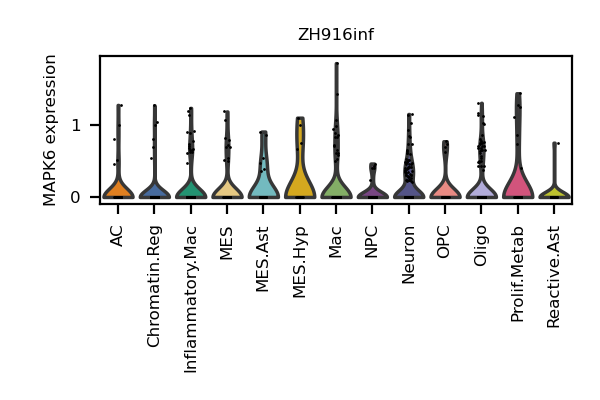 ZH916inf
MAPK6 expression
1
0
AC
Chromatin.Reg
Inflammatory.Mac
MES
MES.Ast
MES.Hyp
Mac
NPC
Neuron
OPC
Oligo
Prolif.Metab
Reactive.Ast